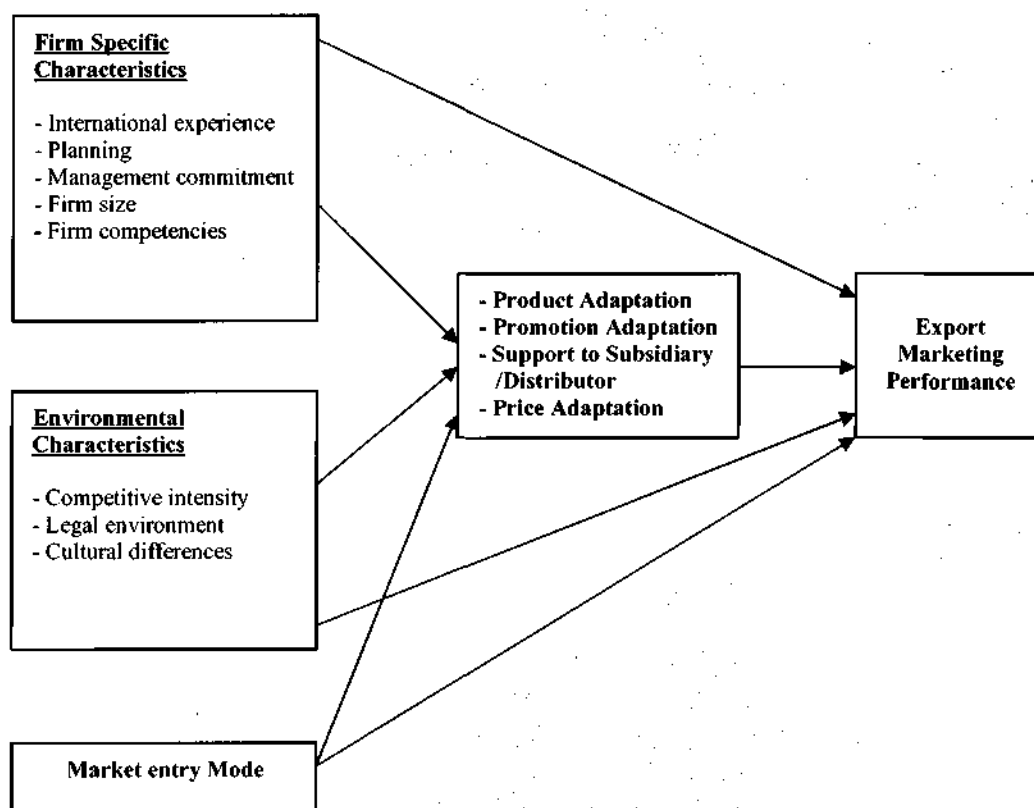 Firm Specific
Characteristics
- International experience
- Planning
- Management commitment
- Firm size
- Firm competencies
- Product Adaptation
- Promotion Adaptation
- Support to Subsidiary
/Distributor
- Price Adaptation
Export
Marketing
Performance
Environmental
Characteristics
- Competitive intensity
- Legal environment
- Cultural differences
Market entry Mode